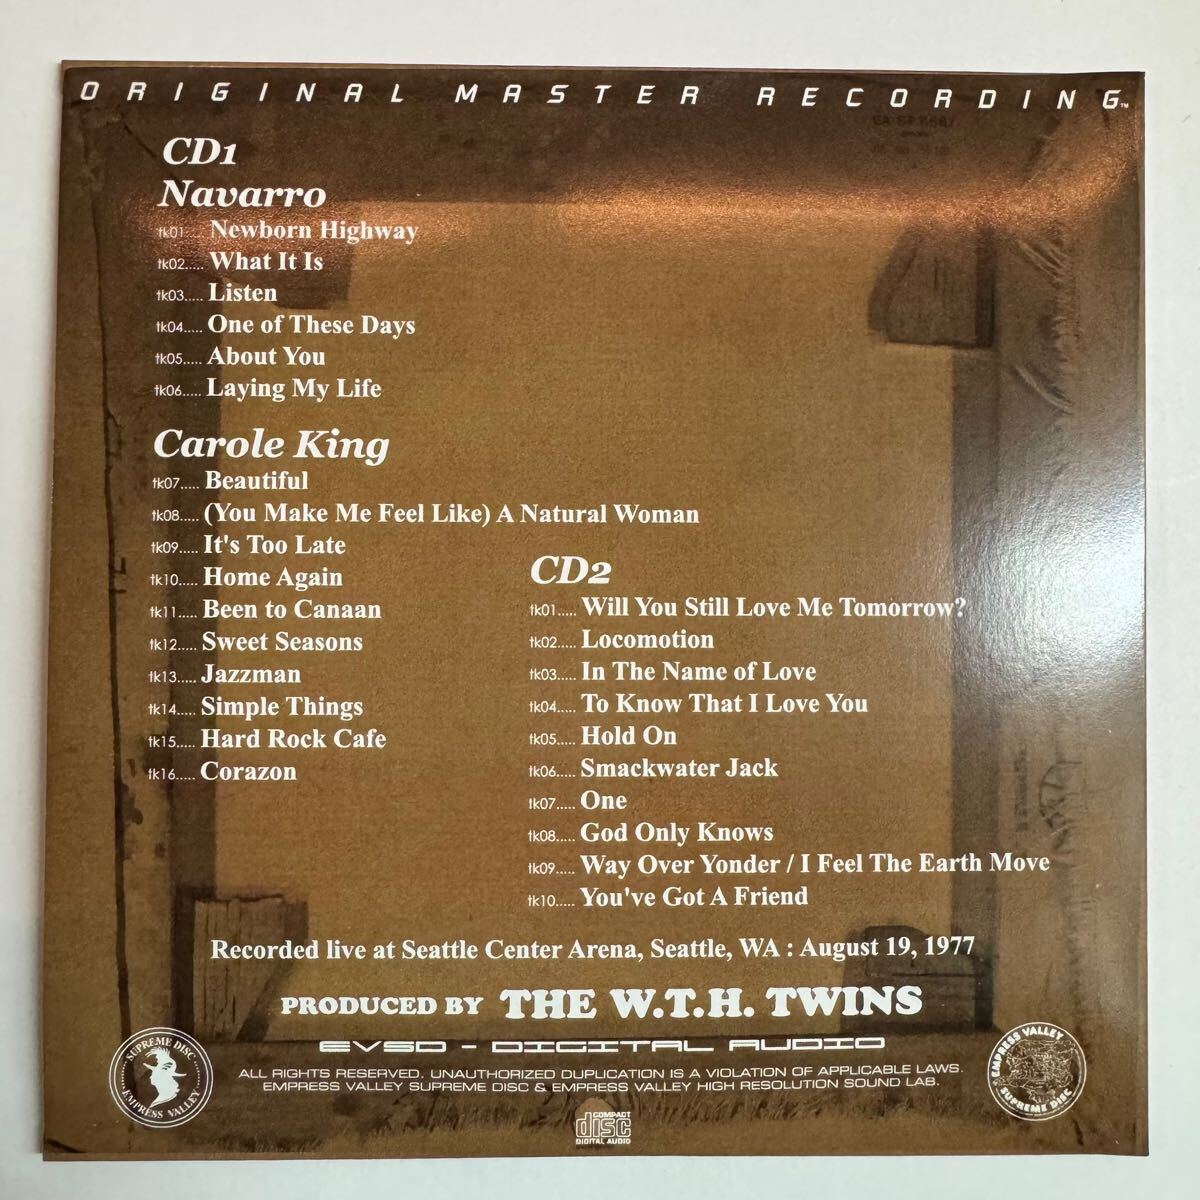 ORIGINAL MASTER RECORDING™
CD1
Navarro
tk01..... Newborn Highway
tk02..... What It Is
tk03..... Listen
tk04..... One of These Days
tk05..... About You
tk06..... Laying My Life
Carole King
tk07..... Beautiful
tk08..... (You Make Me Feel Like) A Natural Woman
tk09..... It's Too Late
tk10..... Home Again
tk11..... Been to Canaan
tk12..... Sweet Seasons
tk13..... Jazzman
tk14..... Simple Things
tk15..... Hard Rock Cafe
tk16..... Corazon
CD2
tk01..... Will You Still Love Me Tomorrow?
tk02..... Locomotion
tk03..... In The Name of Love
tk04..... To Know That I Love You
tk05..... Hold On
tk06..... Smackwater Jack
tk07..... One
tk08..... God Only Knows
tk09..... Way Over Yonder / I Feel The Earth Move
tk10..... You've Got A Friend
Recorded live at Seattle Center Arena, Seattle, WA : August 19, 1977
PRODUCED BY THE W.T.H. TWINS
EVSD - DIGITAL AUDIO
ALL RIGHTS RESERVED. UNAUTHORIZED DUPLICATION IS A VIOLATION OF APPLICABLE LAWS.
EMPRESS VALLEY SUPREME DISC & EMPRESS VALLEY HIGH RESOLUTION SOUND LAB.
SUPREME DISC
EMPRESS VALLEY
EMPRESS VALLEY
SUPREME DISC
COMPACT
disc
DIGITAL AUDIO